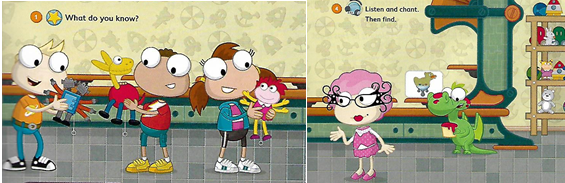 1 What do you know?
4 Listen and chant.
Then find.